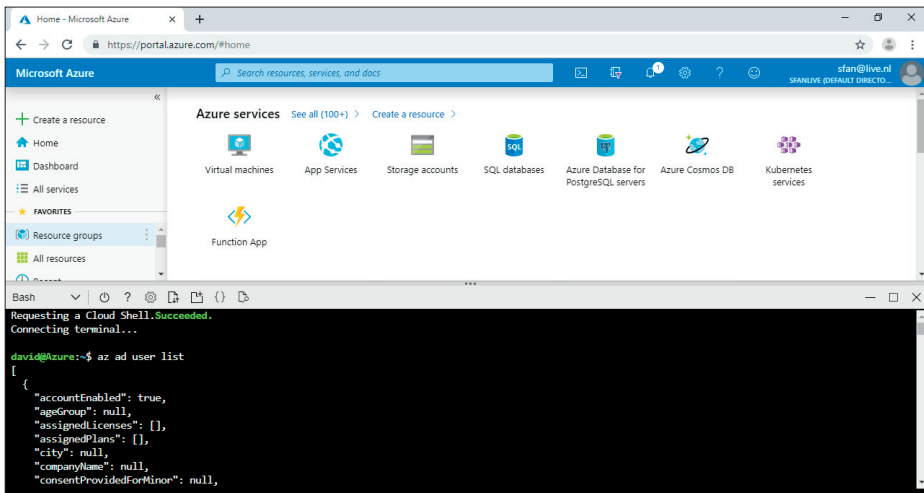 Home - Microsoft Azure
https://portal.azure.com/#home
Microsoft Azure
Search resources, services, and docs
1
sfan@live.nl
SFANLIVE (DEFAULT DIRECTO...
Create a resource
Home
Dashboard
All services
FAVORITES
Resource groups
All resources
Recent
Azure services See all (100+) > Create a resource >
Virtual machines
App Services
Storage accounts
SQL
SQL databases
Azure Database for PostgreSQL servers
Azure Cosmos DB
Kubernetes services
Function App
Bash
Requesting a Cloud Shell.Succeeded.
Connecting terminal...
david@Azure:~$ az ad user list
[
{
"accountEnabled": true,
"ageGroup": null,
"assignedLicenses": [],
"assignedPlans": [],
"city": null,
"companyName": null,
"consentProvidedForMinor": null,